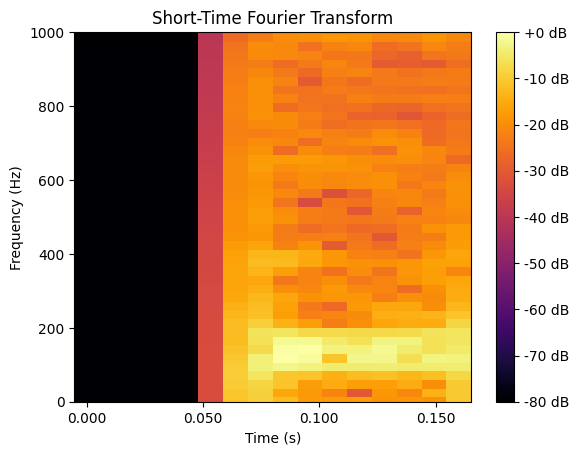 Short-Time Fourier Transform
Frequency (Hz)
1000
800
600
400
200
0
0.000
0.050
0.100
0.150
Time (s)
+0 dB
-10 dB
-20 dB
-30 dB
-40 dB
-50 dB
-60 dB
-70 dB
-80 dB